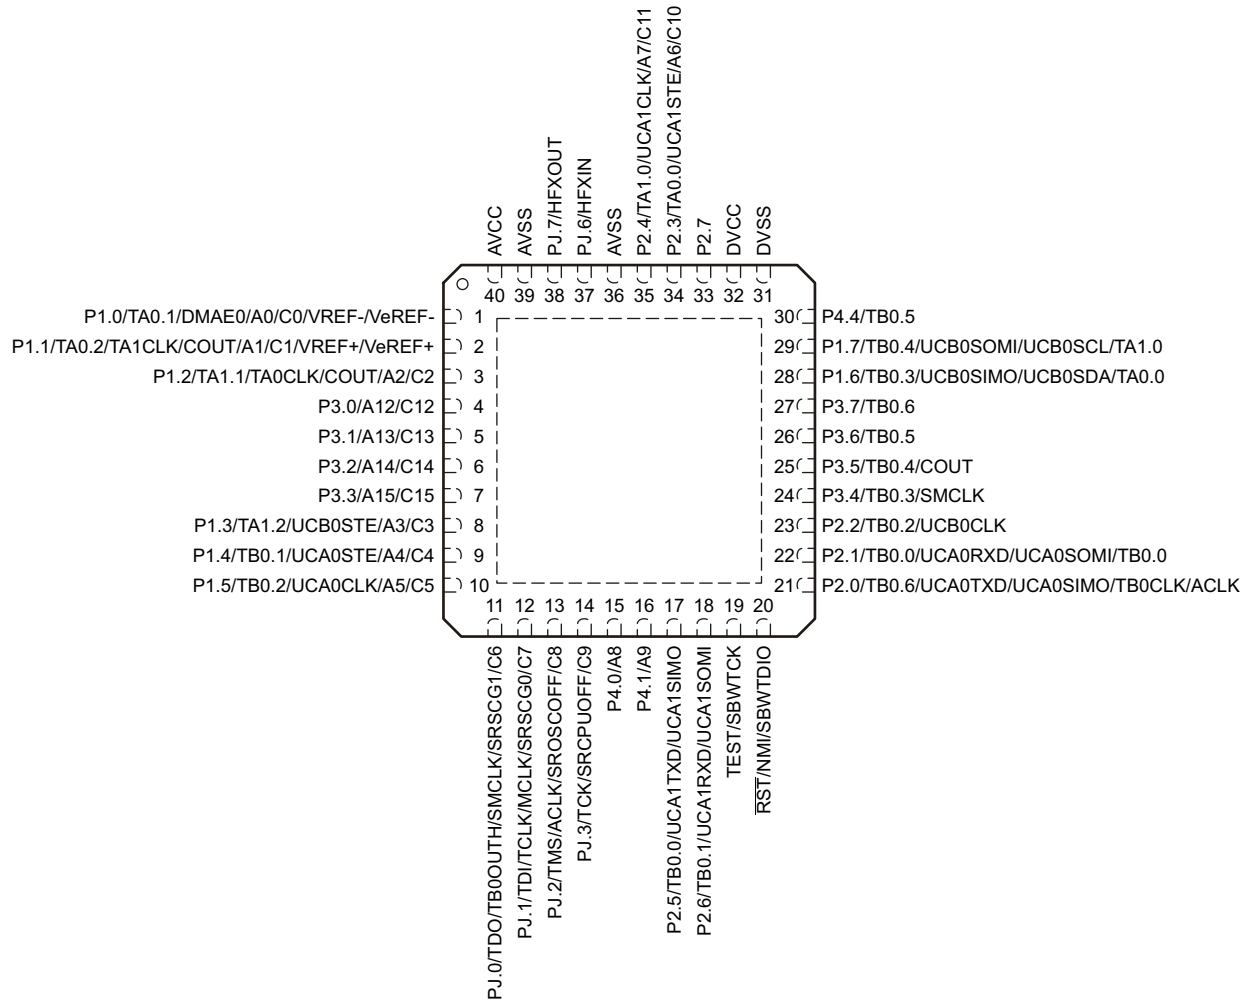 P2.4/TA1.0/UCA1CLK/A7/C11
P2.3/TA0.0/UCA1STE/A6/C10
AVCC
AVSS
PJ.7/HFXOUT
PJ.6/HFXIN
AVSS
P2.7
DVCC
DVSS
40 39 38 37 36 35 34 33 32 31
P1.0/TA0.1/DMAE0/A0/C0/VREF-/VeREF- 1
30 P4.4/TB0.5
P1.1/TA0.2/TA1CLK/COUT/A1/C1/VREF+/VeREF+ 2
29 P1.7/TB0.4/UCB0SOMI/UCB0SCL/TA1.0
P1.2/TA1.1/TA0CLK/COUT/A2/C2 3
28 P1.6/TB0.3/UCB0SIMO/UCB0SDA/TA0.0
P3.0/A12/C12 4
27 P3.7/TB0.6
P3.1/A13/C13 5
26 P3.6/TB0.5
P3.2/A14/C14 6
25 P3.5/TB0.4/COUT
P3.3/A15/C15 7
24 P3.4/TB0.3/SMCLK
P1.3/TA1.2/UCB0STE/A3/C3 8
23 P2.2/TB0.2/UCB0CLK
P1.4/TB0.1/UCA0STE/A4/C4 9
22 P2.1/TB0.0/UCA0RXD/UCA0SOMI/TB0.0
P1.5/TB0.2/UCA0CLK/A5/C5 10
21 P2.0/TB0.6/UCA0TXD/UCA0SIMO/TB0CLK/ACLK
11 12 13 14 15 16 17 18 19 20
PJ.0/TDO/TB0OUTH/SMCLK/SRSCG1/C6
PJ.1/TDI/TCLK/MCLK/SRSCG0/C7
PJ.2/TMS/ACLK/SROSCOFF/C8
PJ.3/TCK/SRCPUOFF/C9
P4.0/A8
P4.1/A9
P2.5/TB0.0/UCA1TXD/UCA1SIMO
P2.6/TB0.1/UCA1RXD/UCA1SOMI
TEST/SBWTCK
RST/NMI/SBWTDIO